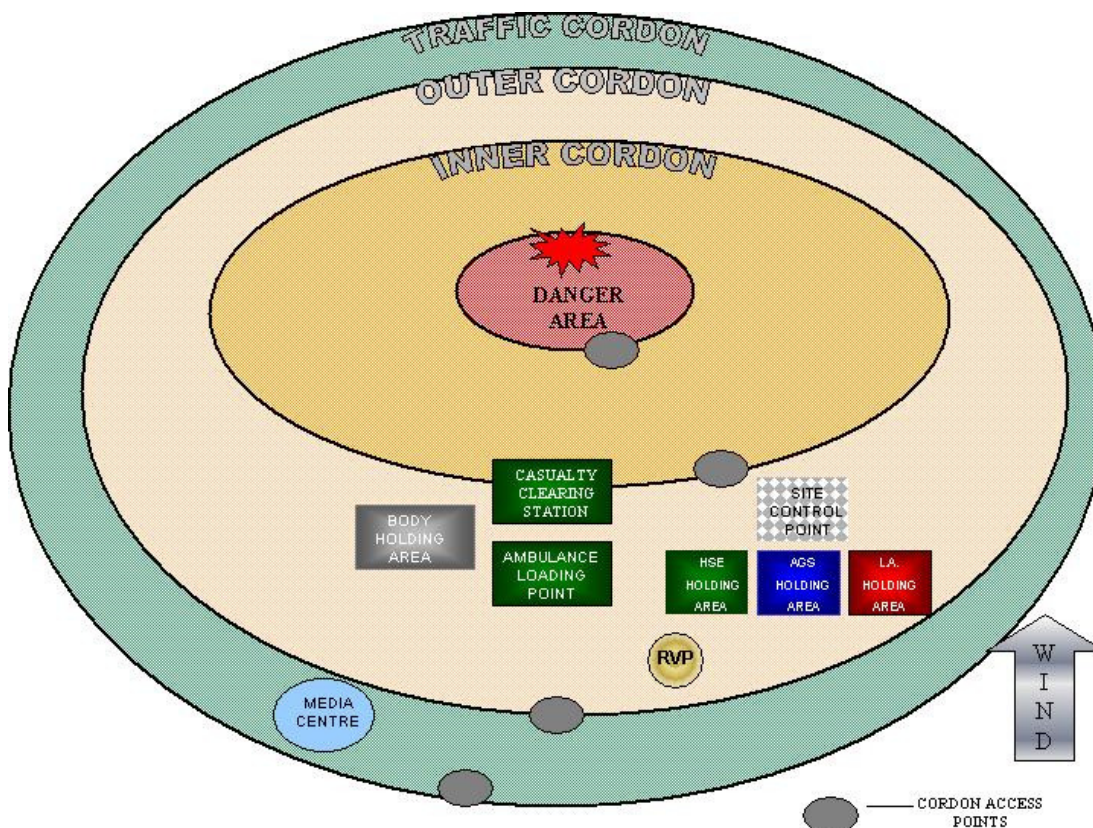 TRAFFIC CORDON
OUTER CORDON
INNER CORDON
DANGER
AREA
CASUALTY
CLEARING
STATION
BODY
HOLDING
AREA
AMBULANCE
LOADING
POINT
SITE
CONTROL
POINT
HSE
HOLDING
AREA
AGS
HOLDING
AREA
L.A.
HOLDING
AREA
RVP
MEDIA
CENTRE
W
I
N
D
CORDON ACCESS
POINTS